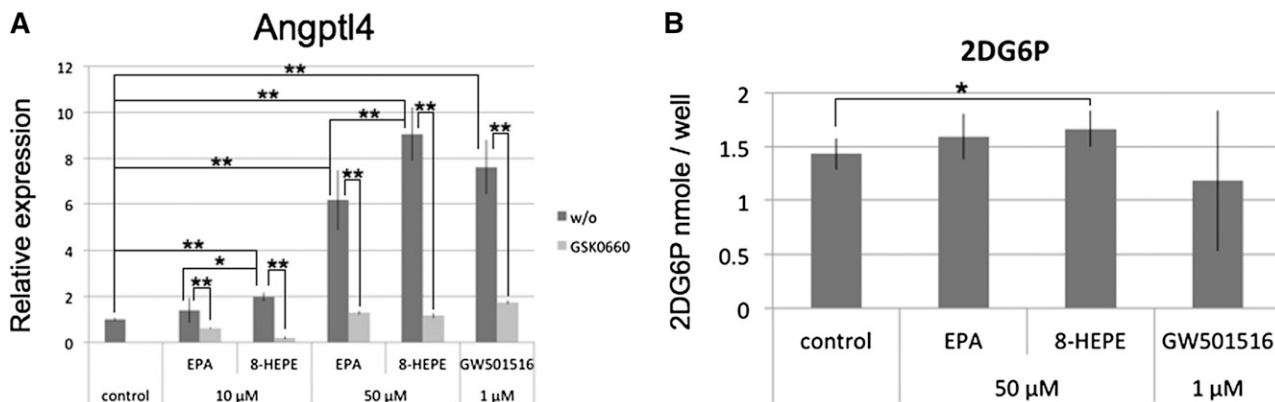 A
Angptl4
Relative expression
12
10
8
6
4
2
0
**
**
**
**
**
*
**
**
**
**
**
**
w/o
GSK0660
EPA 8-HEPE EPA 8-HEPE GW501516
control 10 μM 50 μM 1 μM
B
2DG6P
2DG6P nmole / well
2
1.5
1
0.5
0
*
control EPA 8-HEPE GW501516
50 μM 1 μM